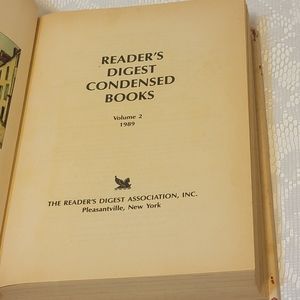 READER'S
DIGEST
CONDENSED
BOOKS
Volume 2
1989
THE READER'S DIGEST ASSOCIATION, INC.
Pleasantville, New York